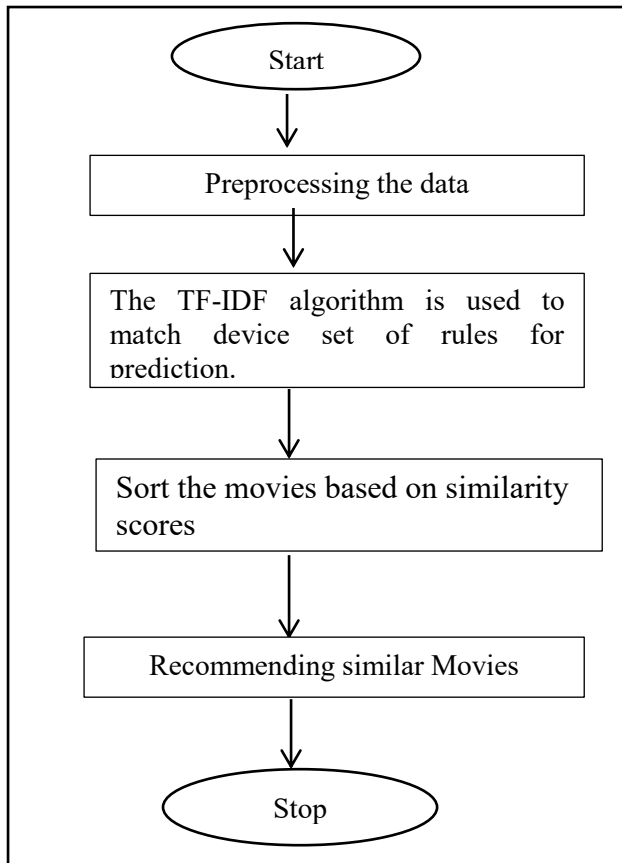 Start
Preprocessing the data
The TF-IDF algorithm is used to
match device set of rules for
prediction.
Sort the movies based on similarity
scores
Recommending similar Movies
Stop